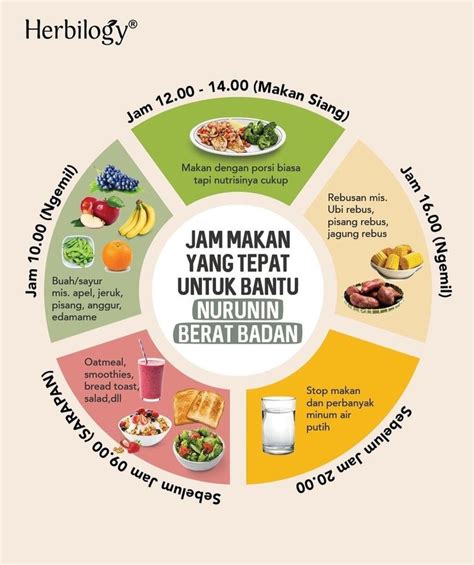 Herbilogy®
Jam 12.00 - 14.00 (Makan Siang)
Makan dengan porsi biasa
tapi nutrisinya cukup
Jam 16.00 (Ngemil)
Rebusan mis.
Ubi rebus,
pisang rebus,
jagung rebus
Sebelum Jam 20.00
Stop makan
dan perbanyak
minum air
putih
Sebelum Jam 09.00 (SARAPAN)
Oatmeal,
smoothies,
bread toast,
salad,dll
Jam 10.00 (Ngemil)
Buah/sayur
mis. apel, jeruk,
pisang, anggur,
edamame
JAM MAKAN
YANG TEPAT
UNTUK BANTU
NURUNIN
BERAT BADAN